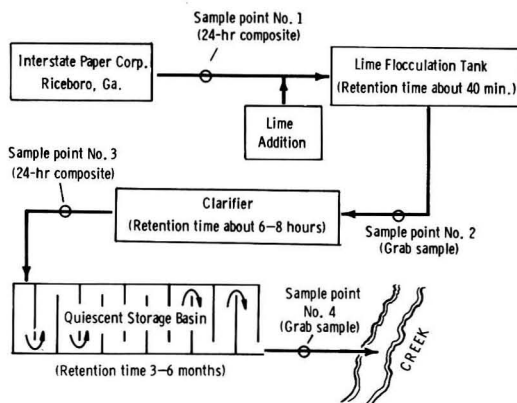 Sample point No. 1
(24-hr composite)
Interstate Paper Corp.
Riceboro, Ga.
Lime Flocculation Tank
(Retention time about 40 min.)
Lime
Addition
Sample point No. 3
(24-hr composite)
Clarifier
(Retention time about 6-8 hours)
Sample point No. 2
(Grab sample)
Quiescent Storage Basin
Sample point
No. 4
(Grab sample)
CREEK
(Retention time 3-6 months)